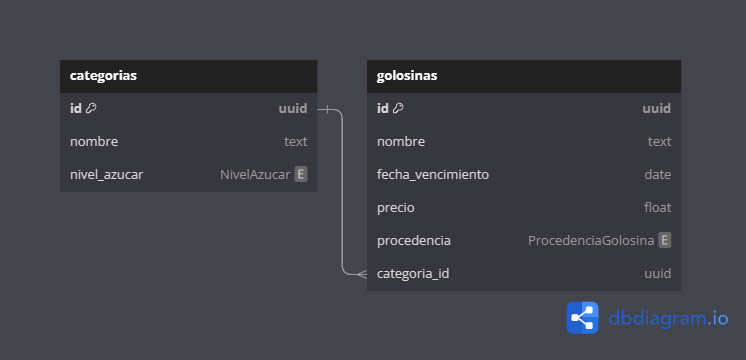 categorias
id uuid
nombre text
nivel_azucar NivelAzucar E
golosinas
id uuid
nombre text
fecha_vencimiento date
precio float
procedencia ProcedenciaGolosina E
categoria_id uuid
dbdiagram.io